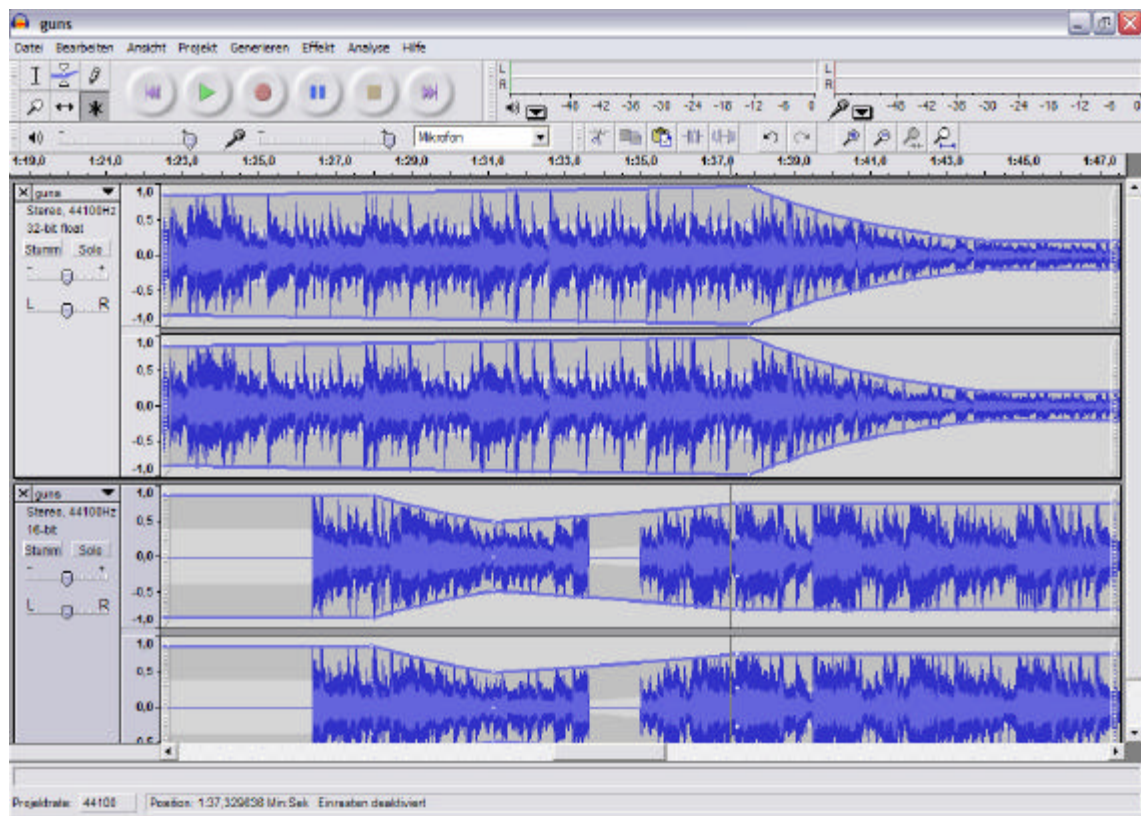 guns
Datei Bearbeiten Ansicht Projekt Generieren Effekt Analyse Hilfe
L
R
-48 -42 -36 -30 -24 -18 -12 -6 0
L
R
-48 -42 -36 -30 -24 -18 -12 -6 0
Mikrofon
1:19,0 1:21,0 1:23,0 1:25,0 1:27,0 1:29,0 1:31,0 1:33,0 1:35,0 1:37,0 1:39,0 1:41,0 1:43,0 1:45,0 1:47,0
guns
Stereo, 44100Hz
32-bit float
Stumm Solo
- +
L R
1,0
0,5
0,0
-0,5
-1,0
1,0
0,5
0,0
-0,5
-1,0
guns
Stereo, 44100Hz
16-bit
Stumm Solo
- +
L R
1,0
0,5
0,0
-0,5
-1,0
1,0
0,5
0,0
Projektrate: 44100 Position: 1:37,329638 Min:Sek Einrasten deaktiviert